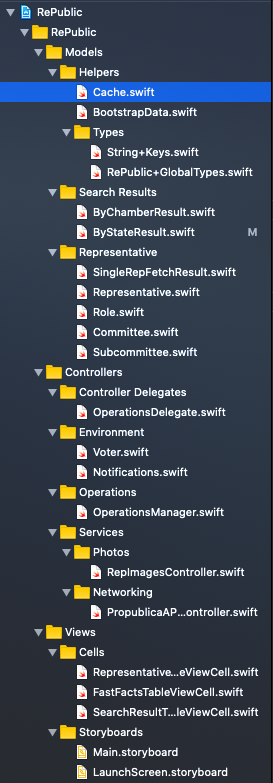 RePublic
RePublic
Models
Helpers
Cache.swift
BootstrapData.swift
Types
String+Keys.swift
RePublic+GlobalTypes.swift
Search Results
ByChamberResult.swift
ByStateResult.swift M
Representative
SingleRepFetchResult.swift
Representative.swift
Role.swift
Committee.swift
Subcommittee.swift
Controllers
Controller Delegates
OperationsDelegate.swift
Environment
Voter.swift
Notifications.swift
Operations
OperationsManager.swift
Services
Photos
RepImagesController.swift
Networking
PropublicaAP...ontroller.swift
Views
Cells
Representative...eViewCell.swift
FastFactsTableViewCell.swift
SearchResultT...leViewCell.swift
Storyboards
Main.storyboard
LaunchScreen.storyboard